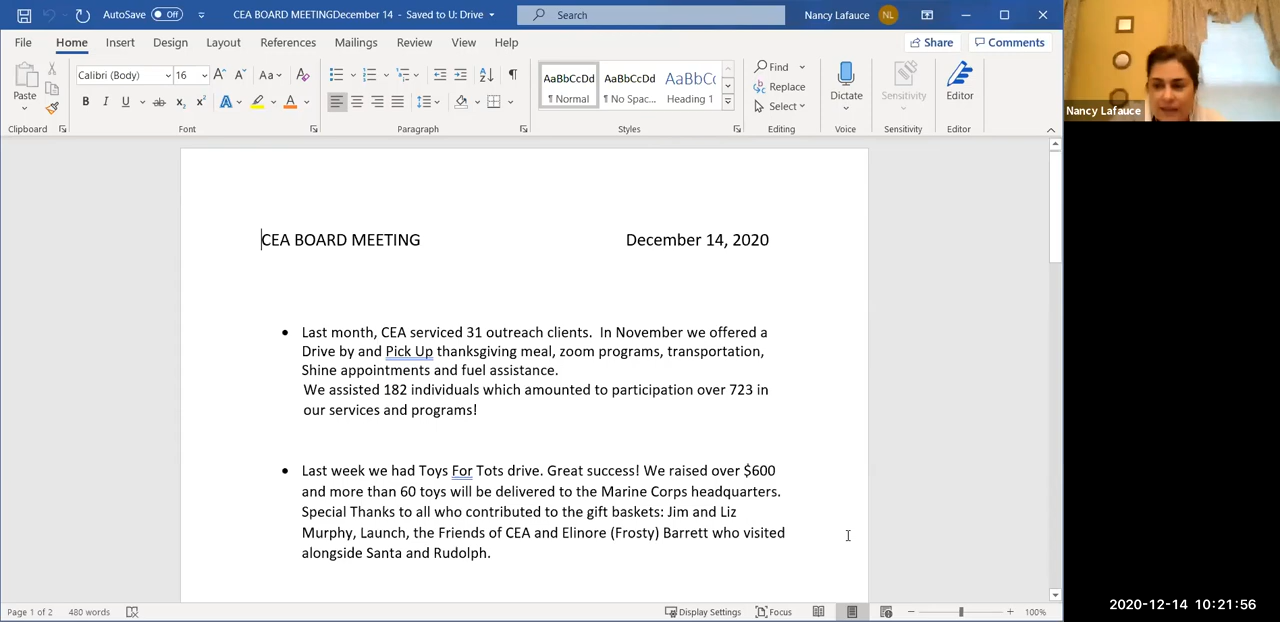 AutoSave Off
CEA BOARD MEETINGDecember 14 - Saved to U: Drive
Search
Nancy Lafauce NL
File Home Insert Design Layout References Mailings Review View Help
Share Comments
Calibri (Body) 16
Aa
Paste
B I U ab x₂ x² A A
AaBbCcDd AaBbCcDd AaBbCc
¶ Normal ¶ No Spac... Heading 1
Find
Replace
Select
Dictate
Sensitivity
Editor
Clipboard Font Paragraph Styles Editing Voice Sensitivity Editor
Nancy Lafauce
CEA BOARD MEETING December 14, 2020
• Last month, CEA serviced 31 outreach clients. In November we offered a
Drive by and Pick Up thanksgiving meal, zoom programs, transportation,
Shine appointments and fuel assistance.
We assisted 182 individuals which amounted to participation over 723 in
our services and programs!
• Last week we had Toys For Tots drive. Great success! We raised over $600
and more than 60 toys will be delivered to the Marine Corps headquarters.
Special Thanks to all who contributed to the gift baskets: Jim and Liz
Murphy, Launch, the Friends of CEA and Elinore (Frosty) Barrett who visited
alongside Santa and Rudolph.
Page 1 of 2 480 words
Display Settings Focus
100%
2020-12-14 10:21:56